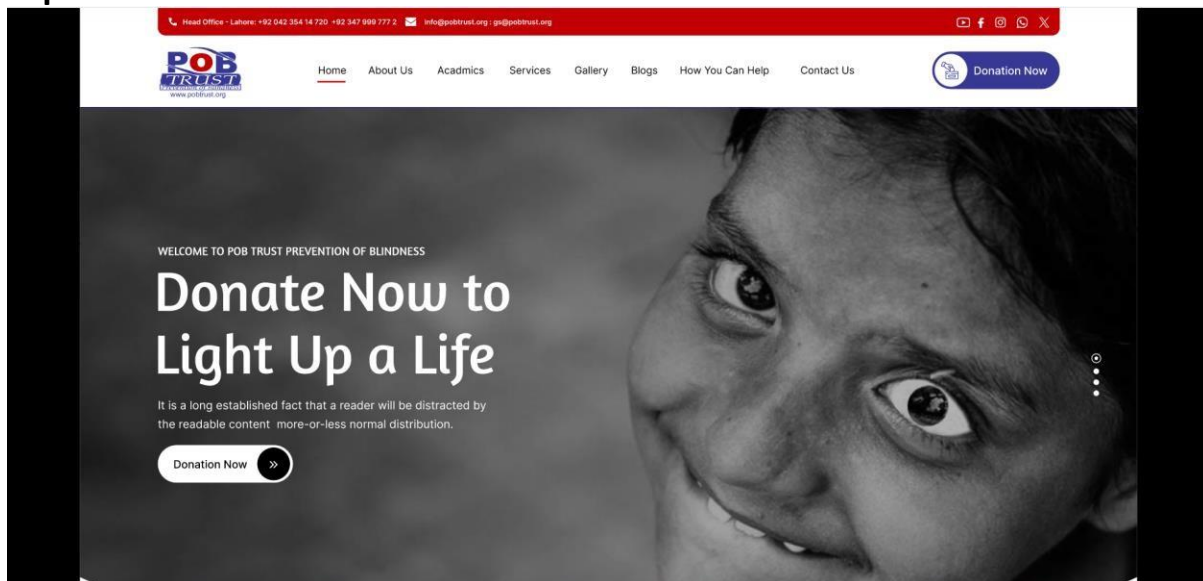 Head Office - Lahore: +92 042 354 14 720 +92 347 999 777 2 Info@pobtrust.org : gs@pobtrust.org
POB
TRUST
www.pobtrust.org
Home About Us Acadmics Services Gallery Blogs How You Can Help Contact Us
Donation Now
WELCOME TO POB TRUST PREVENTION OF BLINDNESS
Donate Now to
Light Up a Life
It is a long established fact that a reader will be distracted by
the readable content more-or-less normal distribution.
Donation Now